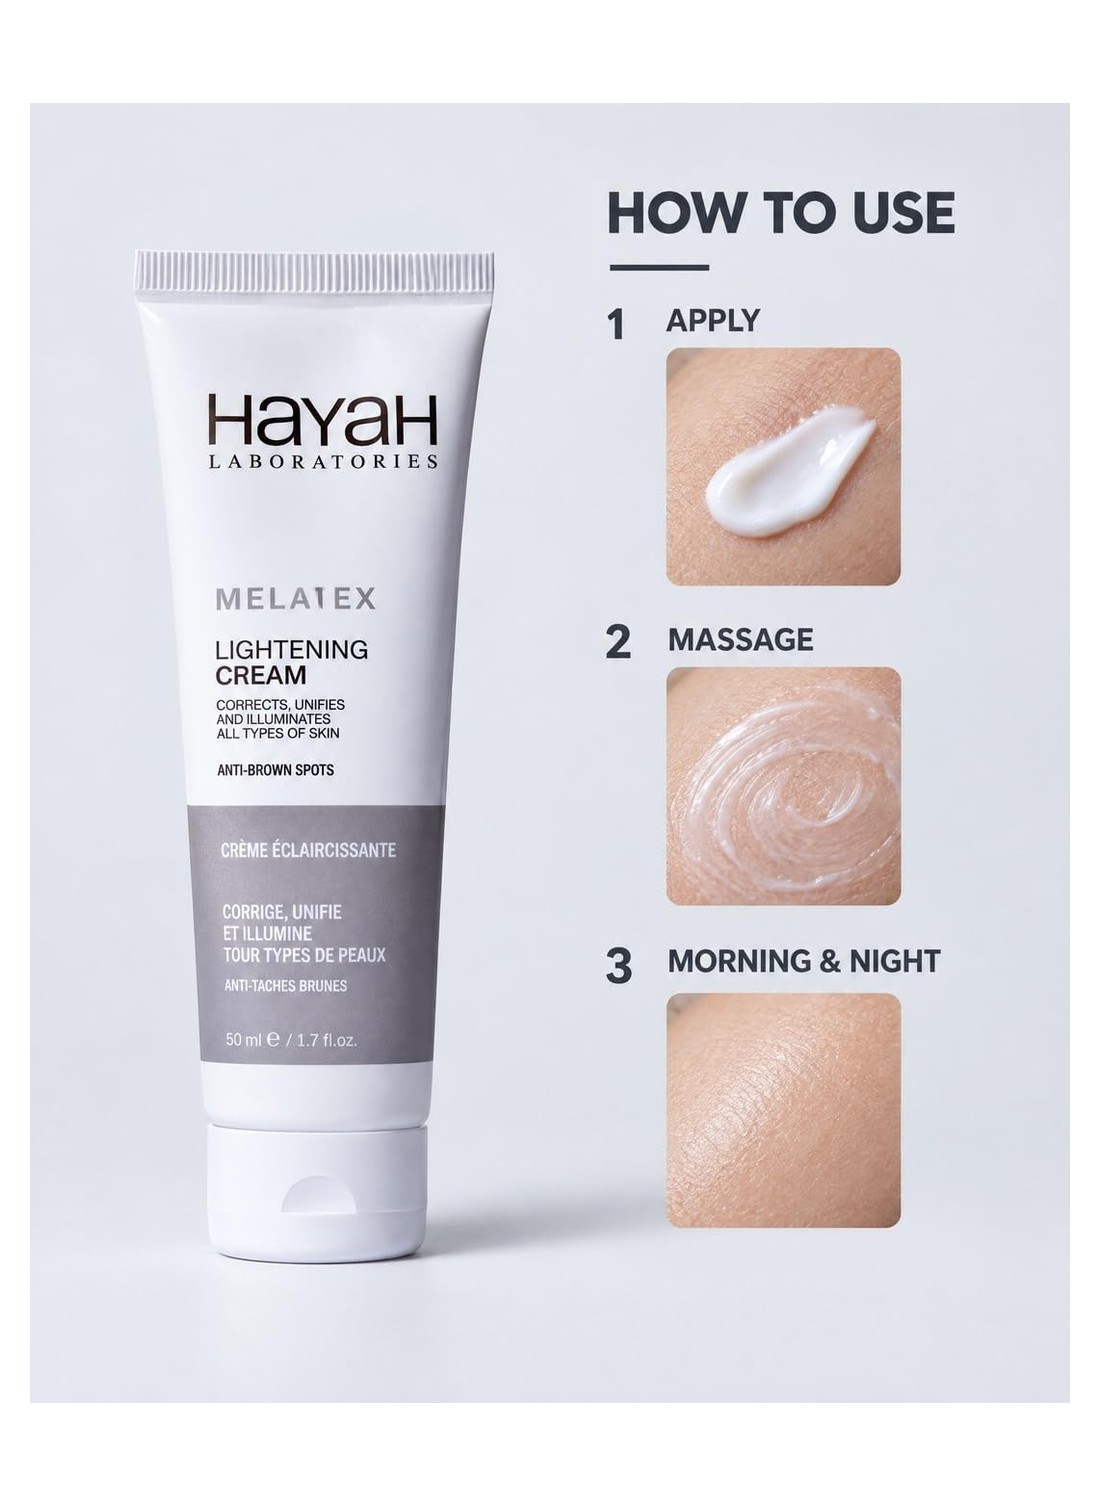 HAYAH
LABORATORIES
MELATEX
LIGHTENING
CREAM
CORRECTS, UNIFIES
AND ILLUMINATES
ALL TYPES OF SKIN
ANTI-BROWN SPOTS
CRÈME ÉCLAIRCISSANTE
CORRIGE, UNIFIE
ET ILLUMINE
TOUR TYPES DE PEAUX
ANTI-TACHES BRUNES
50 ml e / 1.7 fl.oz.
HOW TO USE
1 APPLY
2 MASSAGE
3 MORNING & NIGHT